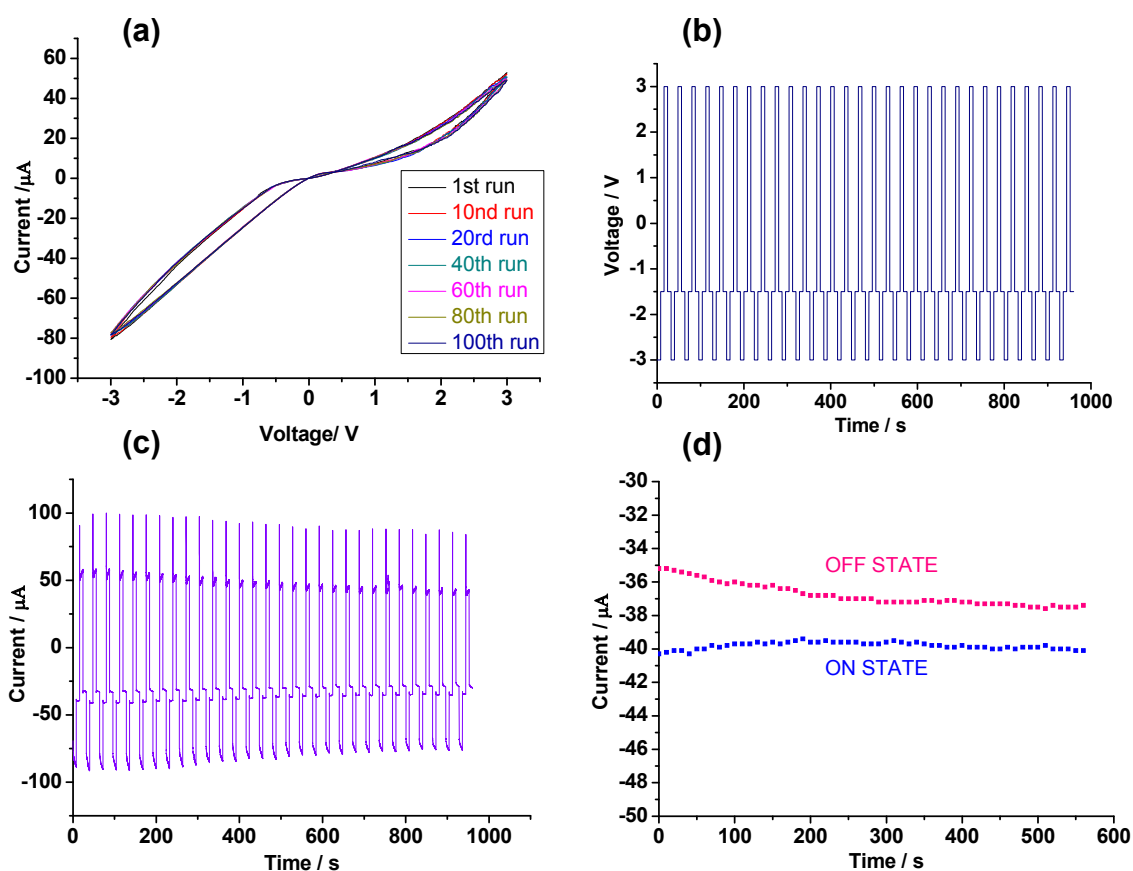 (a)
60
40
20
0
-20
-40
-60
-80
-100
-3
-2
-1
0
1
2
3
Current /μA
Voltage/ V
1st run
10nd run
20rd run
40th run
60th run
80th run
100th run
(b)
3
2
1
0
-1
-2
-3
0
200
400
600
800
1000
Voltage / V
Time / s
(c)
100
50
0
-50
-100
0
200
400
600
800
1000
Current / μA
Time / s
(d)
-30
-32
-34
-36
-38
-40
-42
-44
-46
-48
-50
0
100
200
300
400
500
600
Current / μA
Time / s
OFF STATE
ON STATE